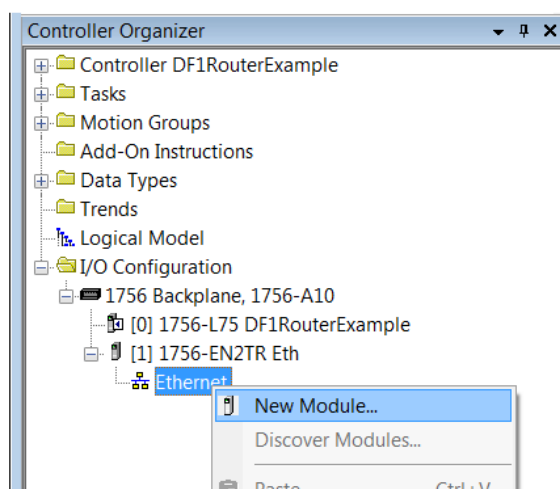 Controller Organizer
Controller DF1RouterExample
Tasks
Motion Groups
Add-On Instructions
Data Types
Trends
Logical Model
I/O Configuration
1756 Backplane, 1756-A10
[0] 1756-L75 DF1RouterExample
[1] 1756-EN2TR Eth
Ethernet
New Module...
Discover Modules...
Paste Ctrl+V